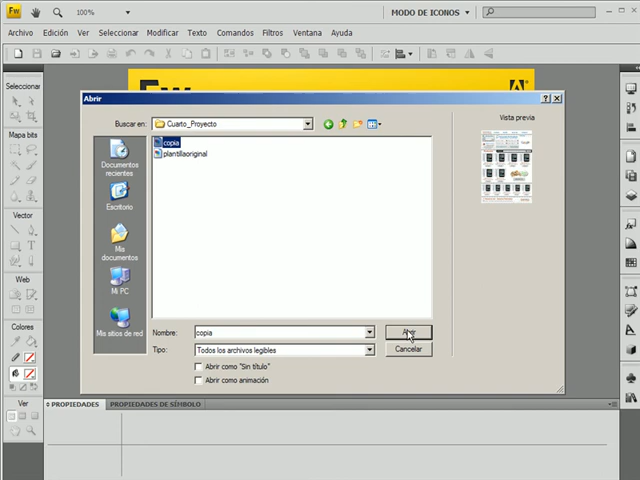 Fw
100%
MODO DE ICONOS
Archivo Edición Ver Seleccionar Modificar Texto Comandos Filtros Ventana Ayuda
Seleccionar
Mapa bits
Vector
Web
Colores
Ver
Abrir
Buscar en:
Cuarto_Proyecto
Vista previa
copia
plantillaoriginal
Documentos
recientes
Escritorio
Mis
documentos
Mi PC
Mis sitios de red
Nombre:
copia
Abrir
Tipo:
Todos los archivos legibles
Cancelar
Abrir como "Sin título"
Abrir como animación
PROPIEDADES
PROPIEDADES DE SÍMBOLO